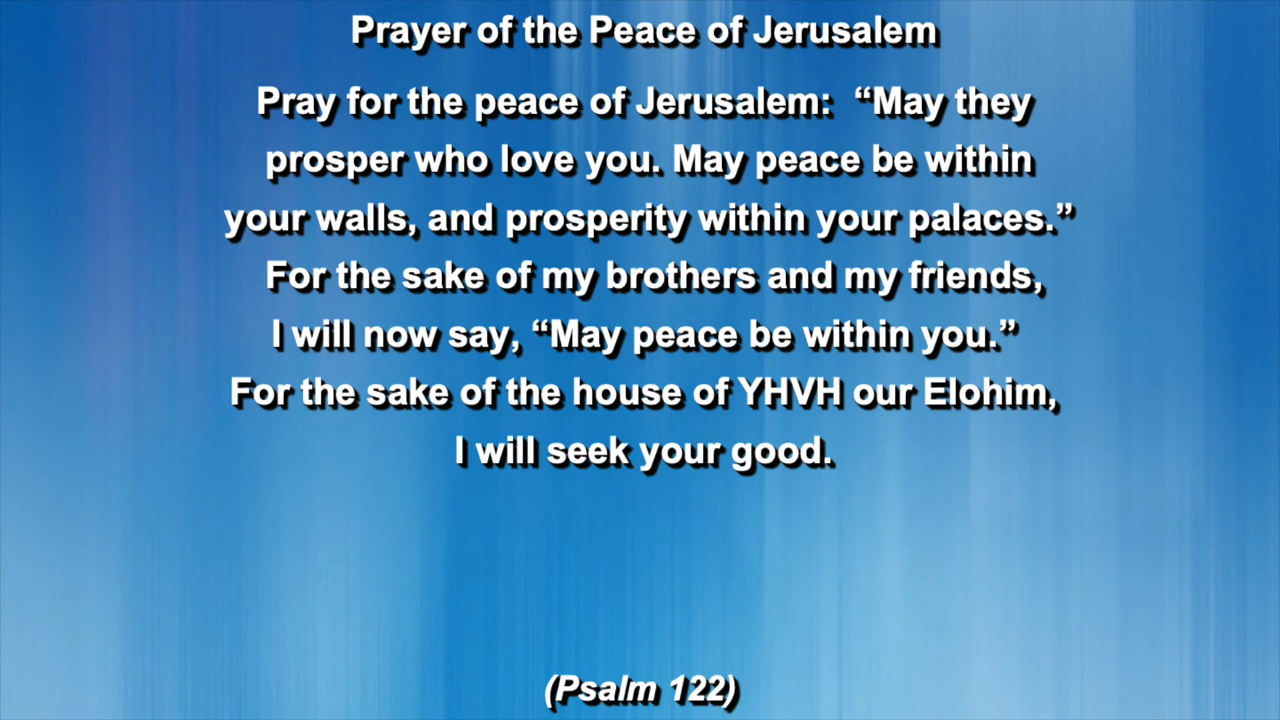 Prayer of the Peace of Jerusalem
Pray for the peace of Jerusalem: “May they
prosper who love you. May peace be within
your walls, and prosperity within your palaces.”
For the sake of my brothers and my friends,
I will now say, “May peace be within you.”
For the sake of the house of YHVH our Elohim,
I will seek your good.
(Psalm 122)